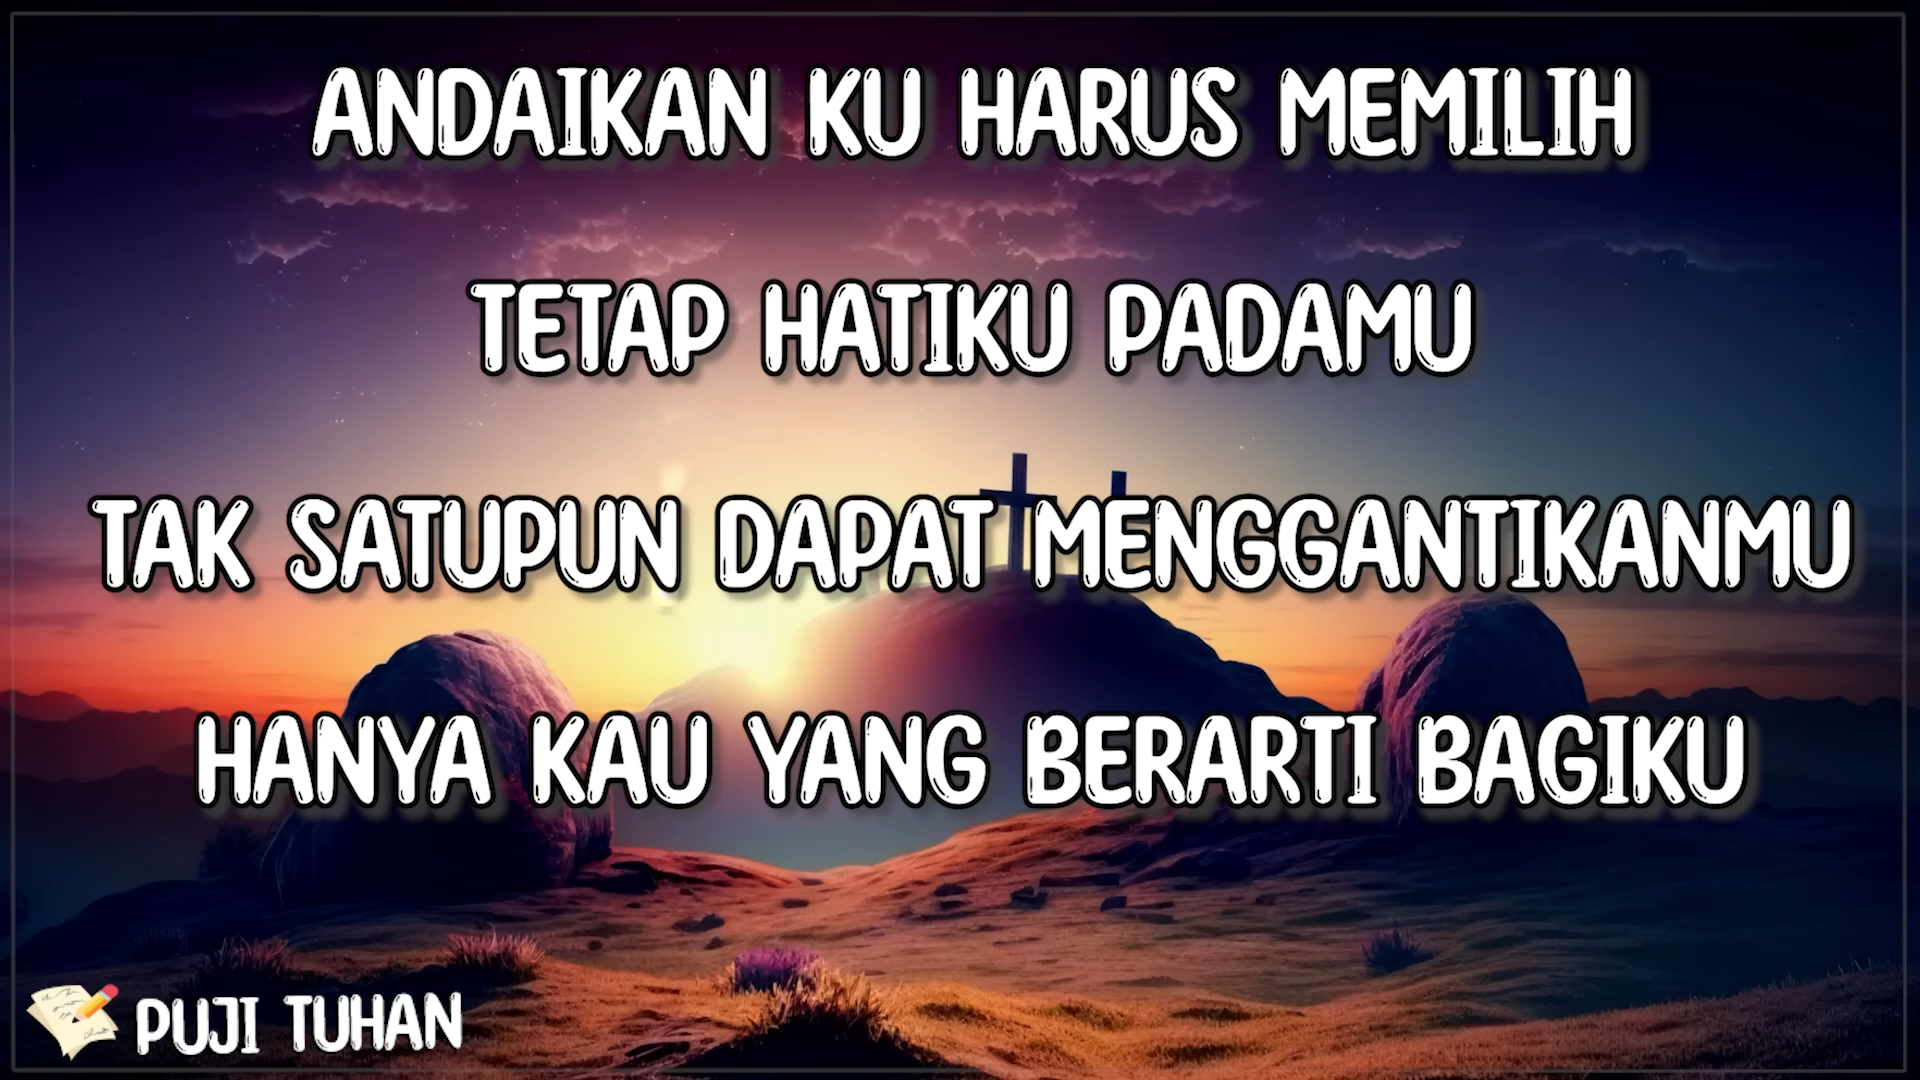 ANDAIKAN KU HARUS MEMILIH
TETAP HATIKU PADAMU
TAK SATUPUN DAPAT MENGGANTIKANMU
HANYA KAU YANG BERARTI BAGIKU
PUJI TUHAN